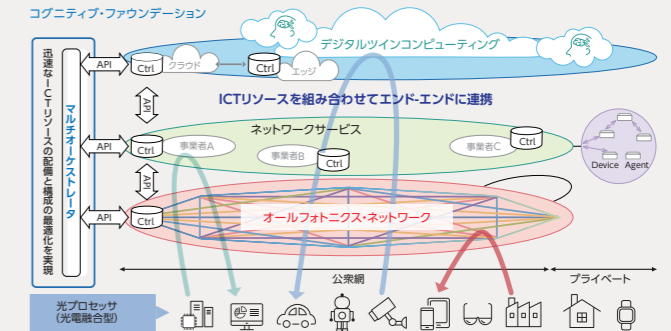 コグニティブ・ファウンデーション
デジタルツインコンピューティング
API
Ctrl
クラウド
Ctrl
エッジ
API
ICTリソースを組み合わせてエンド-エンドに連携
迅速なICTリソースの配備と構成の最適化を実現
マルチオーケストレータ
ネットワークサービス
API
Ctrl
事業者A
事業者B
Ctrl
事業者C
Ctrl
Device Agent
API
API
Ctrl
オールフォトニクス・ネットワーク
公衆網
プライベート
光プロセッサ
(光電融合型)